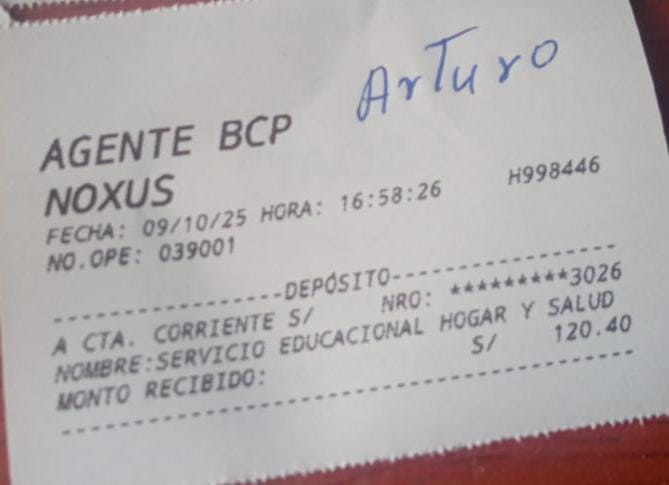 Arturo
AGENTE BCP
NOXUS
FECHA: 09/10/25 HORA: 16:58:26 H998446
NO.OPE: 039001
-----------------DEPÓSITO-----------------
A CTA. CORRIENTE S/ NRO: *********3026
NOMBRE:SERVICIO EDUCACIONAL HOGAR Y SALUD
MONTO RECIBIDO: S/ 120.40
------------------------------------------